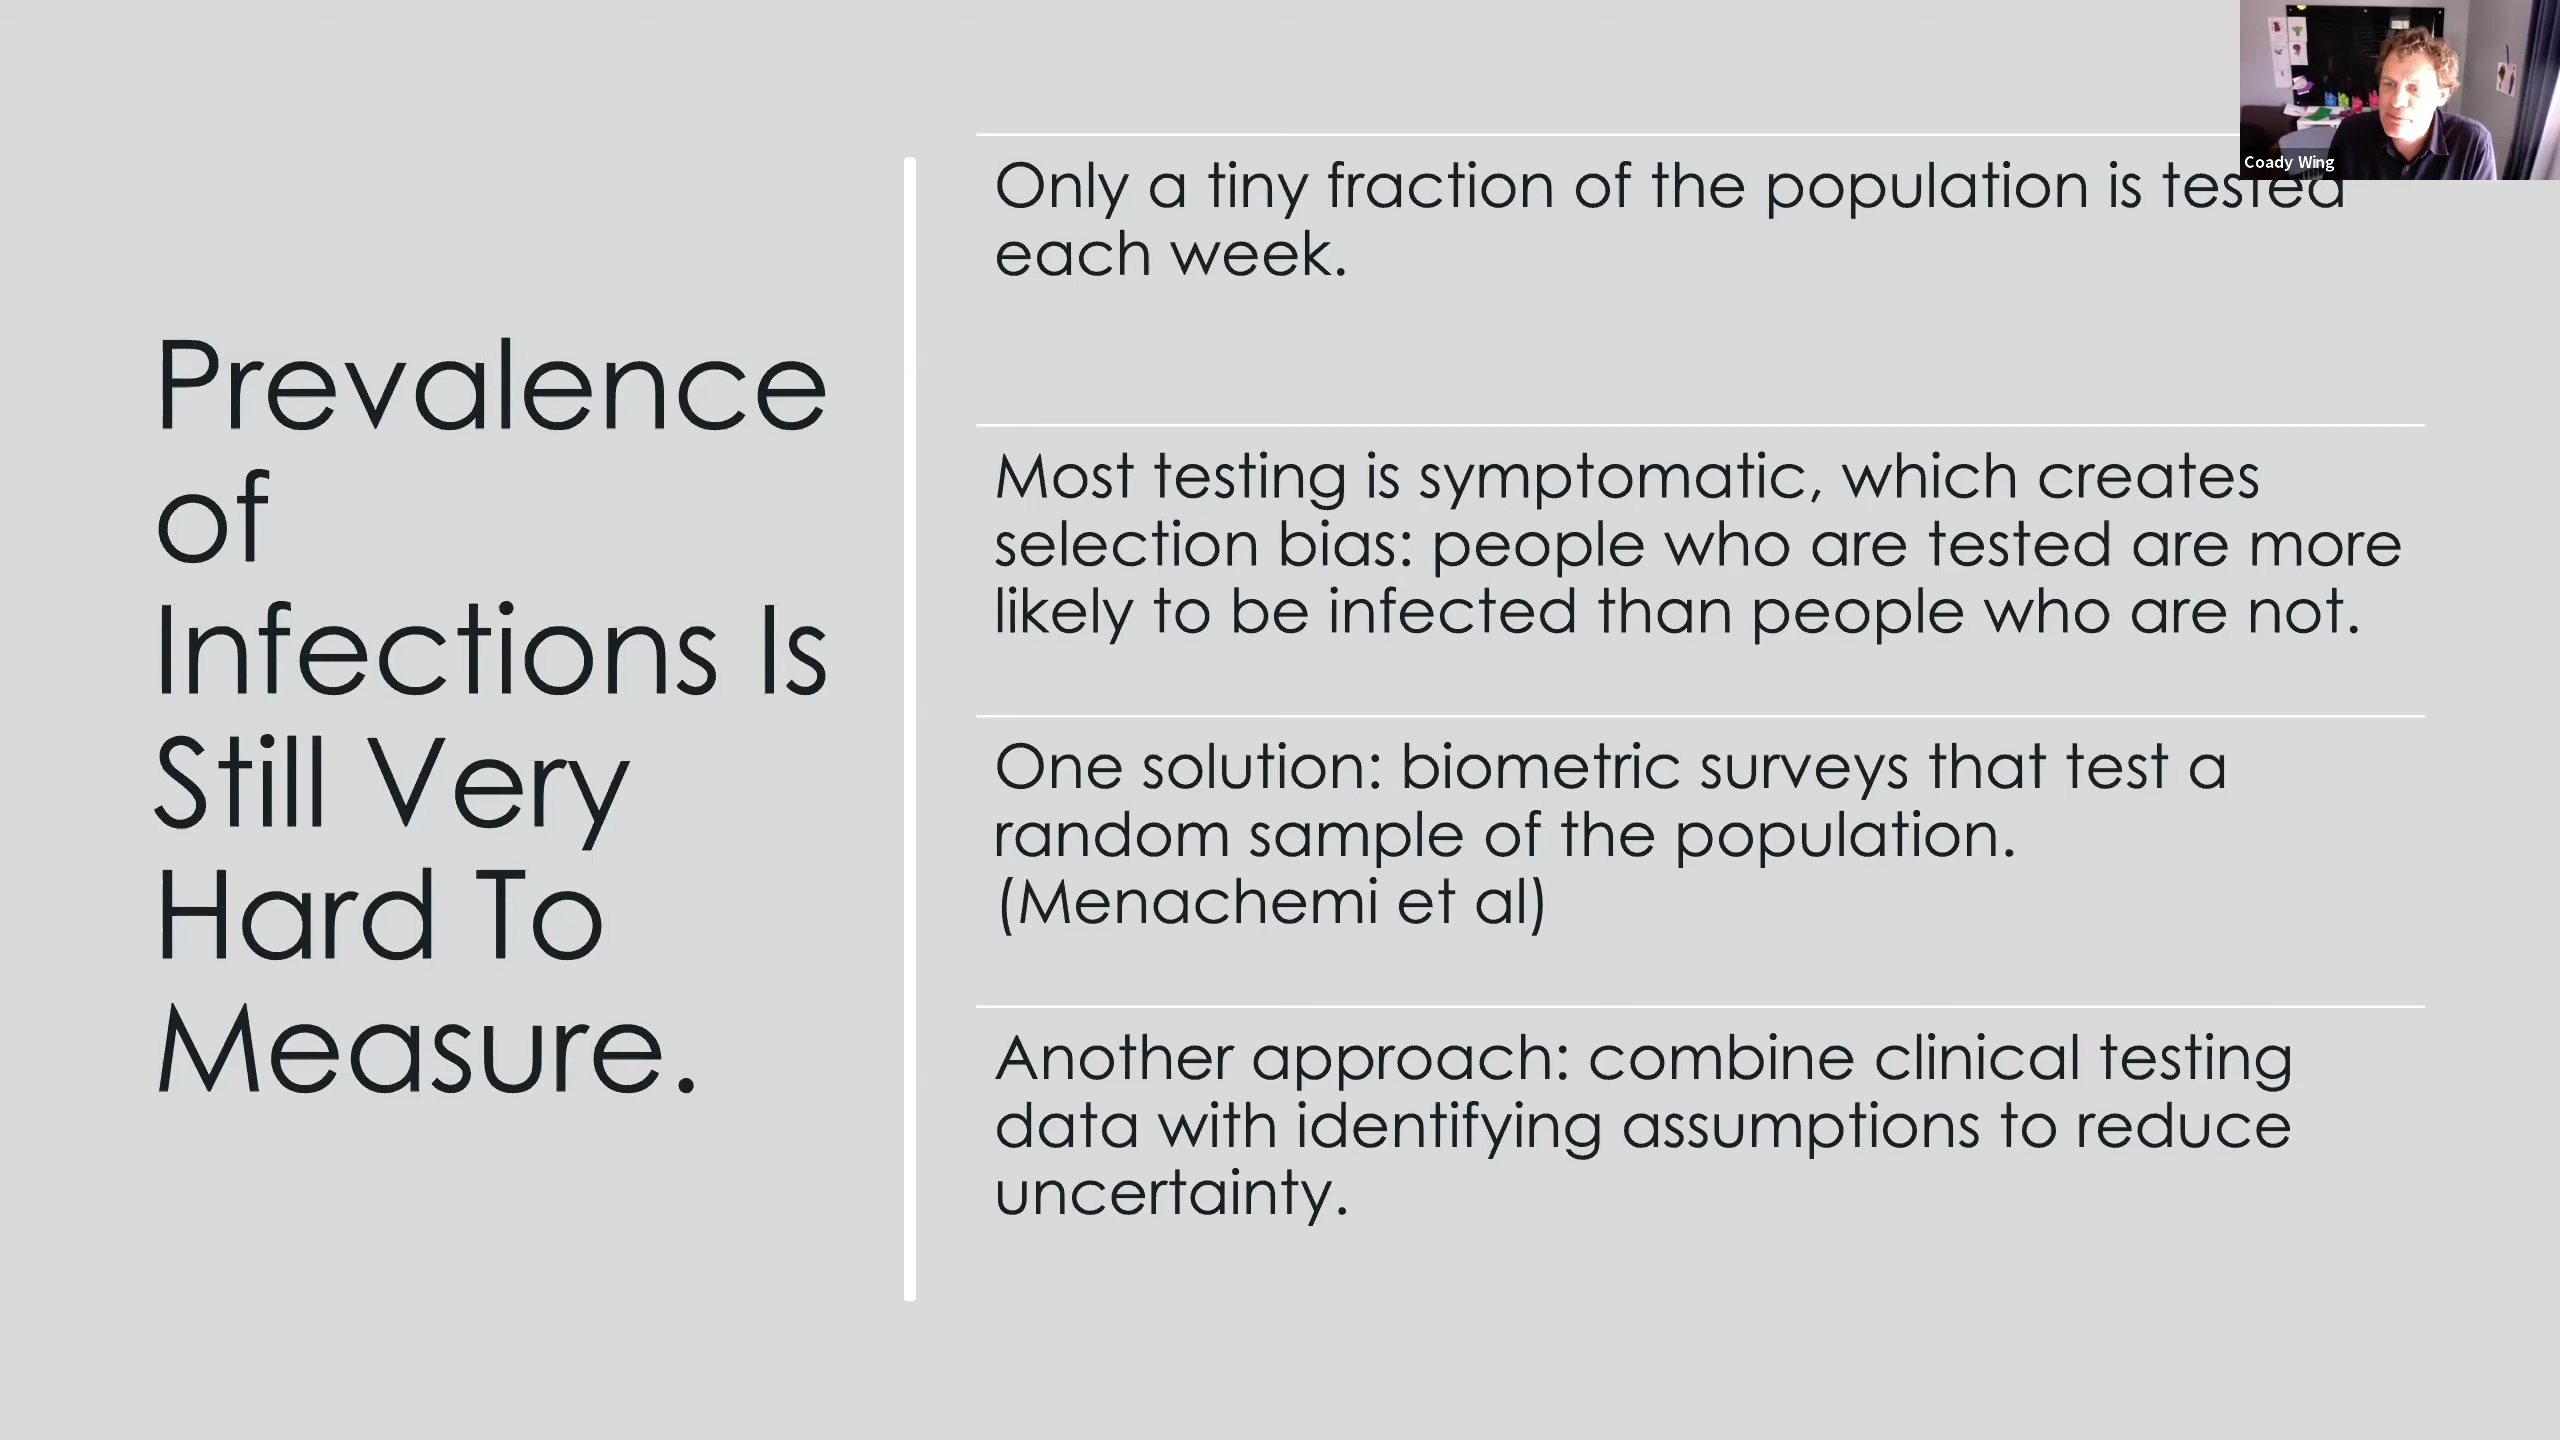 Prevalence
of
Infections Is
Still Very
Hard To
Measure.
Only a tiny fraction of the population is tested
each week.
Most testing is symptomatic, which creates
selection bias: people who are tested are more
likely to be infected than people who are not.
One solution: biometric surveys that test a
random sample of the population.
(Menachemi et al)
Another approach: combine clinical testing
data with identifying assumptions to reduce
uncertainty.
Coady Wing